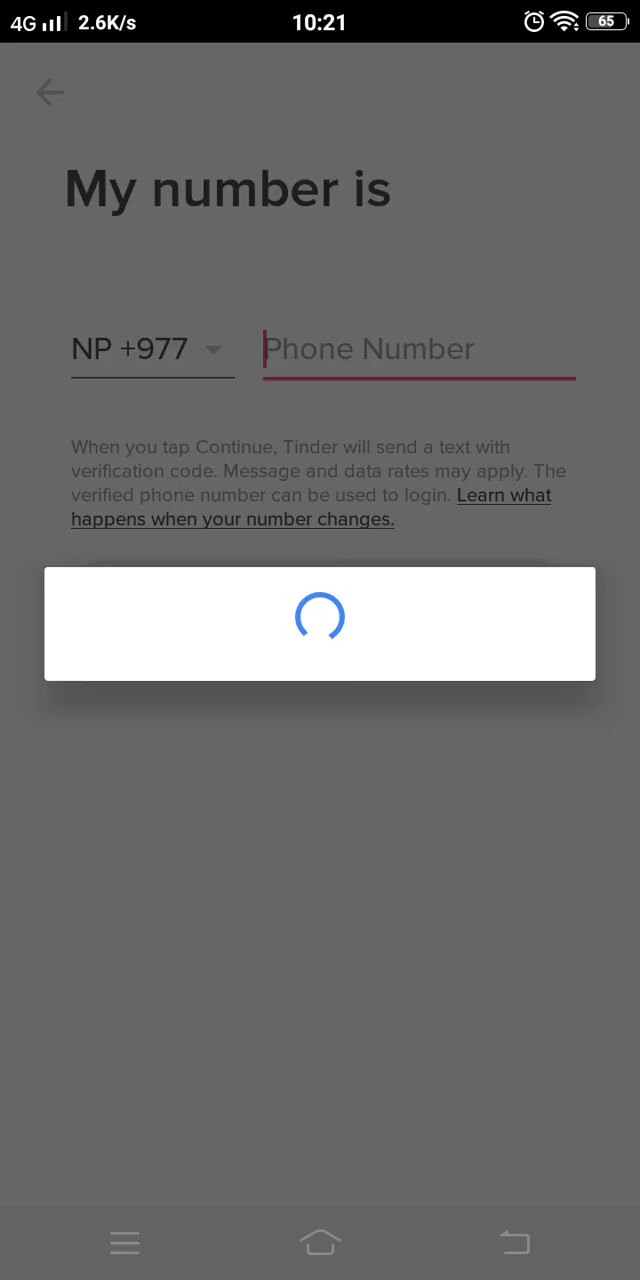 4G 2.6K/s 10:21 65
My number is
NP +977 Phone Number
When you tap Continue, Tinder will send a text with
verification code. Message and data rates may apply. The
verified phone number can be used to login. Learn what
happens when your number changes.